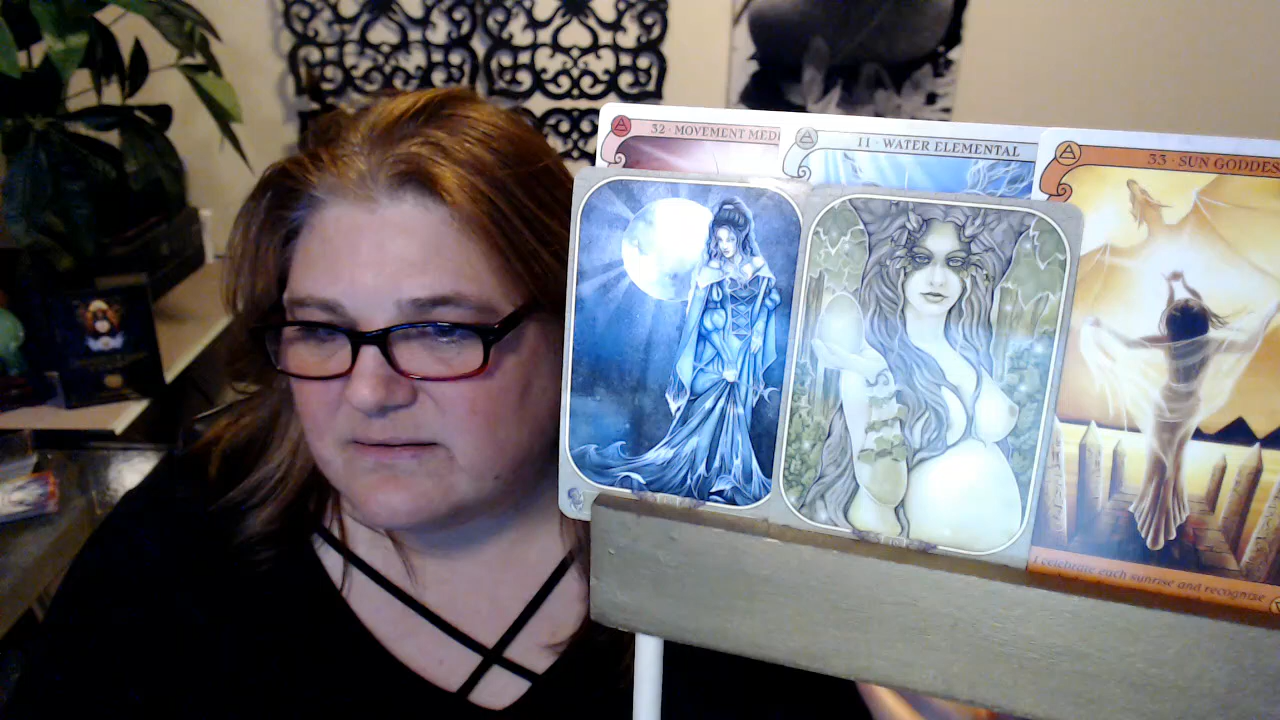 32 · MOVEMENT MEDI
11 · WATER ELEMENTAL
33 · SUN GODDES
I celebrate each sunrise and recognize